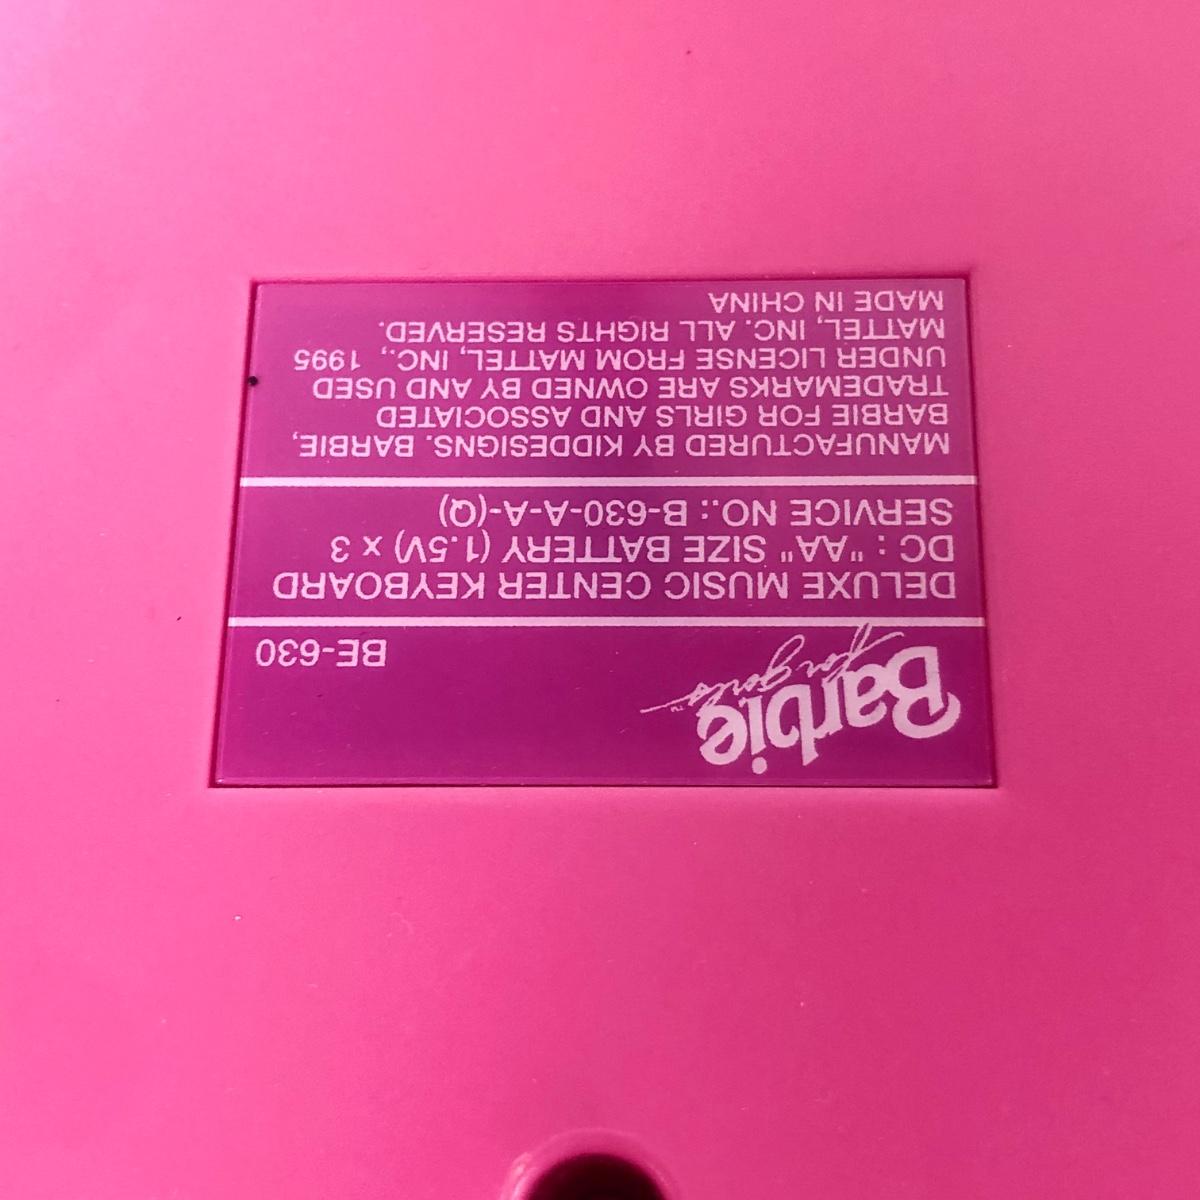 Barbie
for girls™
BE-630
DELUXE MUSIC CENTER KEYBOARD
DC : "AA" SIZE BATTERY (1.5V) x 3
SERVICE NO.: B-630-A-A-(Q)
MANUFACTURED BY KIDDESIGNS. BARBIE,
BARBIE FOR GIRLS AND ASSOCIATED
TRADEMARKS ARE OWNED BY AND USED
UNDER LICENSE FROM MATTEL, INC., 1995
MATTEL, INC. ALL RIGHTS RESERVED.
MADE IN CHINA